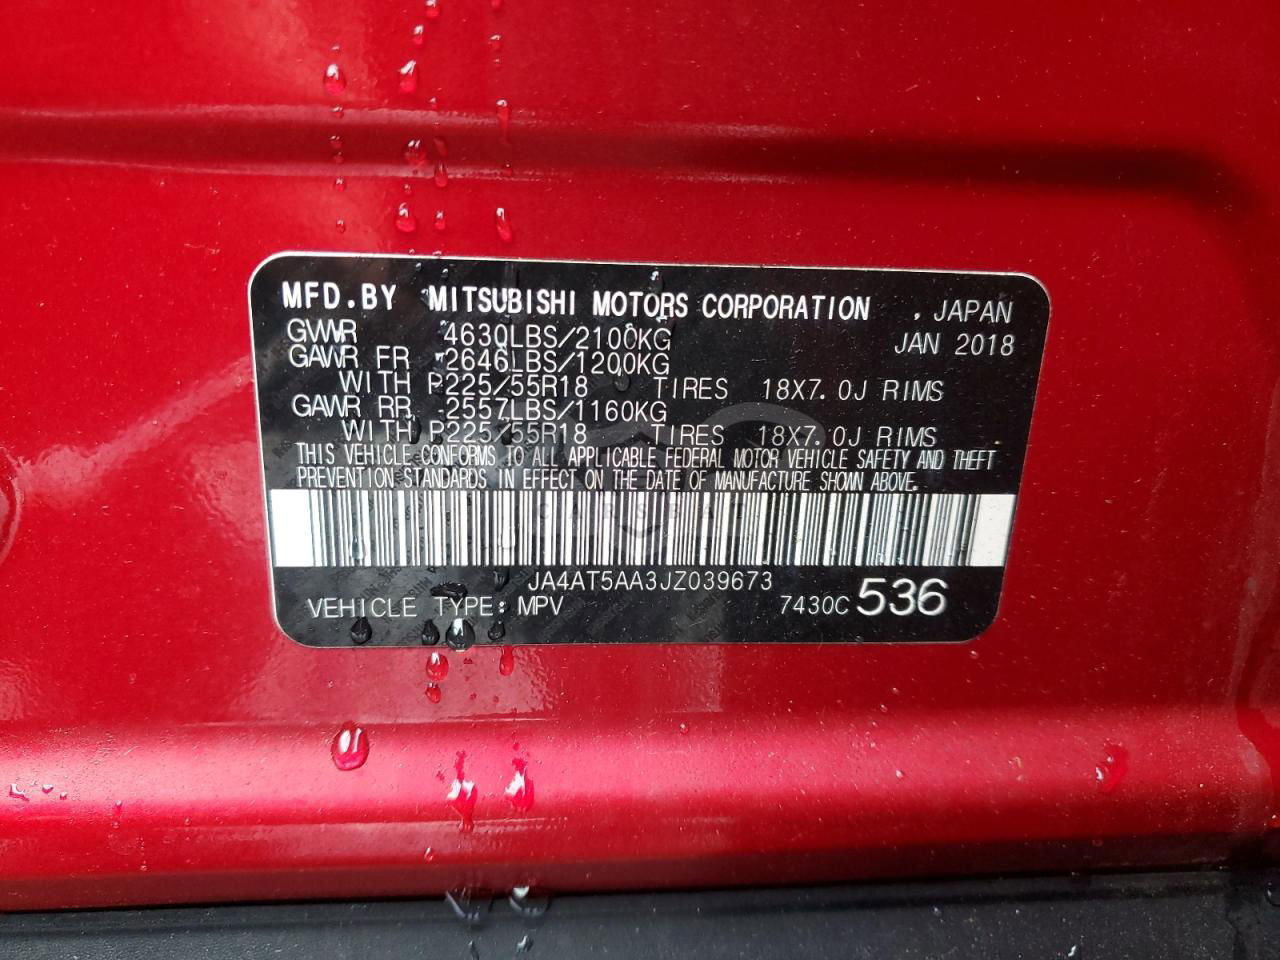 MFD.BY MITSUBISHI MOTORS CORPORATION , JAPAN
GVWR 4630LBS/2100KG JAN 2018
GAWR FR 2646LBS/1200KG
WITH P225/55R18 TIRES 18X7.0J RIMS
GAWR RR 2557LBS/1160KG
WITH P225/55R18 TIRES 18X7.0J RIMS
THIS VEHICLE CONFORMS TO ALL APPLICABLE FEDERAL MOTOR VEHICLE SAFETY AND THEFT
PREVENTION STANDARDS IN EFFECT ON THE DATE OF MANUFACTURE SHOWN ABOVE.
JA4AT5AA3JZ039673
VEHICLE TYPE: MPV 7430C 536